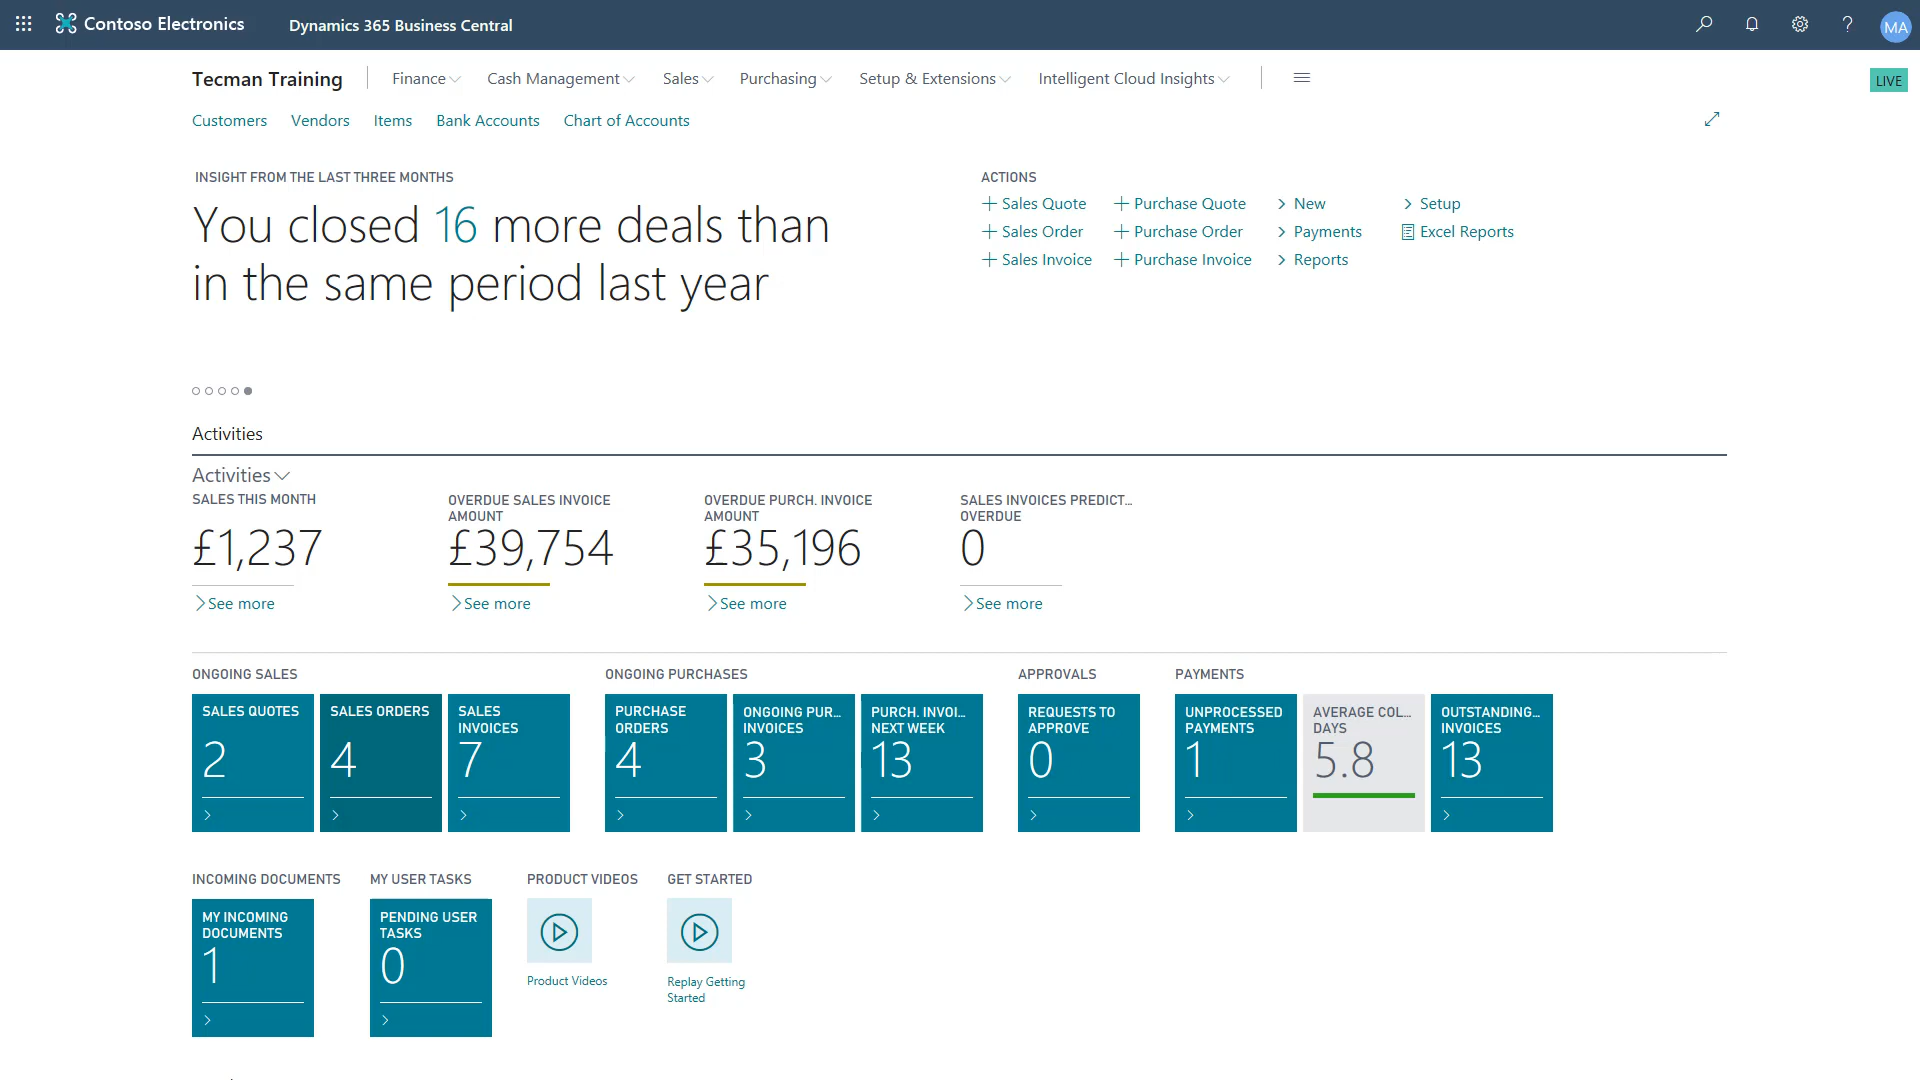 Contoso Electronics
Dynamics 365 Business Central
?
MA
Tecman Training
Finance
Cash Management
Sales
Purchasing
Setup & Extensions
Intelligent Cloud Insights
LIVE
Customers
Vendors
Items
Bank Accounts
Chart of Accounts
INSIGHT FROM THE LAST THREE MONTHS
You closed 16 more deals than
in the same period last year
ACTIONS
+ Sales Quote
+ Purchase Quote
> New
> Setup
+ Sales Order
+ Purchase Order
> Payments
Excel Reports
+ Sales Invoice
+ Purchase Invoice
> Reports
Activities
Activities
SALES THIS MONTH
£1,237
>See more
OVERDUE SALES INVOICE
AMOUNT
£39,754
>See more
OVERDUE PURCH. INVOICE
AMOUNT
£35,196
>See more
SALES INVOICES PREDICT...
OVERDUE
0
>See more
ONGOING SALES
SALES QUOTES
2
>
SALES ORDERS
4
>
SALES
INVOICES
7
>
ONGOING PURCHASES
PURCHASE
ORDERS
4
>
ONGOING PUR...
INVOICES
3
>
PURCH. INVOI...
NEXT WEEK
13
>
APPROVALS
REQUESTS TO
APPROVE
0
>
PAYMENTS
UNPROCESSED
PAYMENTS
1
>
AVERAGE COL...
DAYS
5.8
OUTSTANDING...
INVOICES
13
>
INCOMING DOCUMENTS
MY INCOMING
DOCUMENTS
1
>
MY USER TASKS
PENDING USER
TASKS
0
>
PRODUCT VIDEOS
Product Videos
GET STARTED
Replay Getting
Started